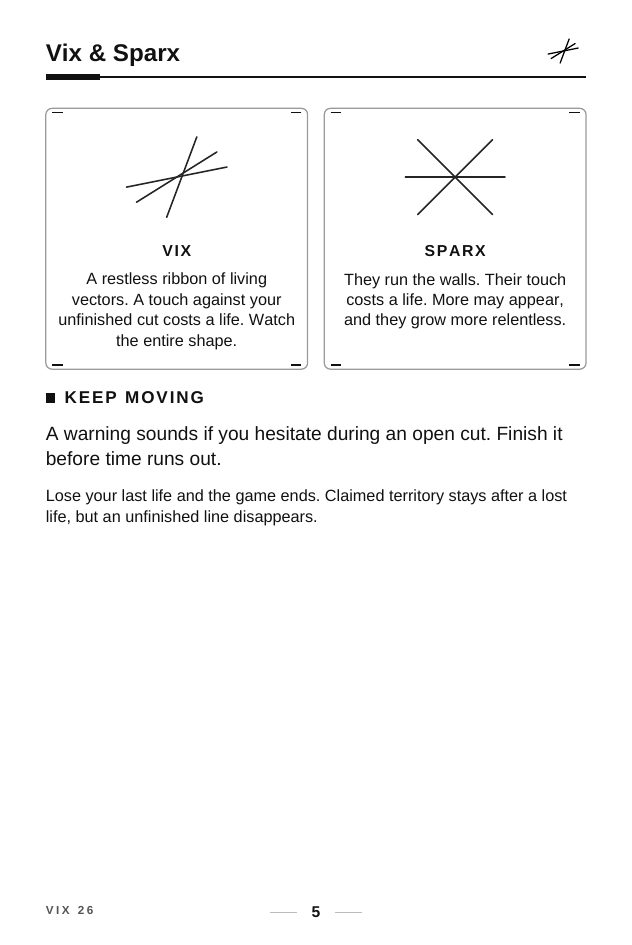 Vix & Sparx
VIX
A restless ribbon of living
vectors. A touch against your
unfinished cut costs a life. Watch
the entire shape.
SPARX
They run the walls. Their touch
costs a life. More may appear,
and they grow more relentless.
KEEP MOVING
A warning sounds if you hesitate during an open cut. Finish it
before time runs out.
Lose your last life and the game ends. Claimed territory stays after a lost
life, but an unfinished line disappears.
VIX 26
5